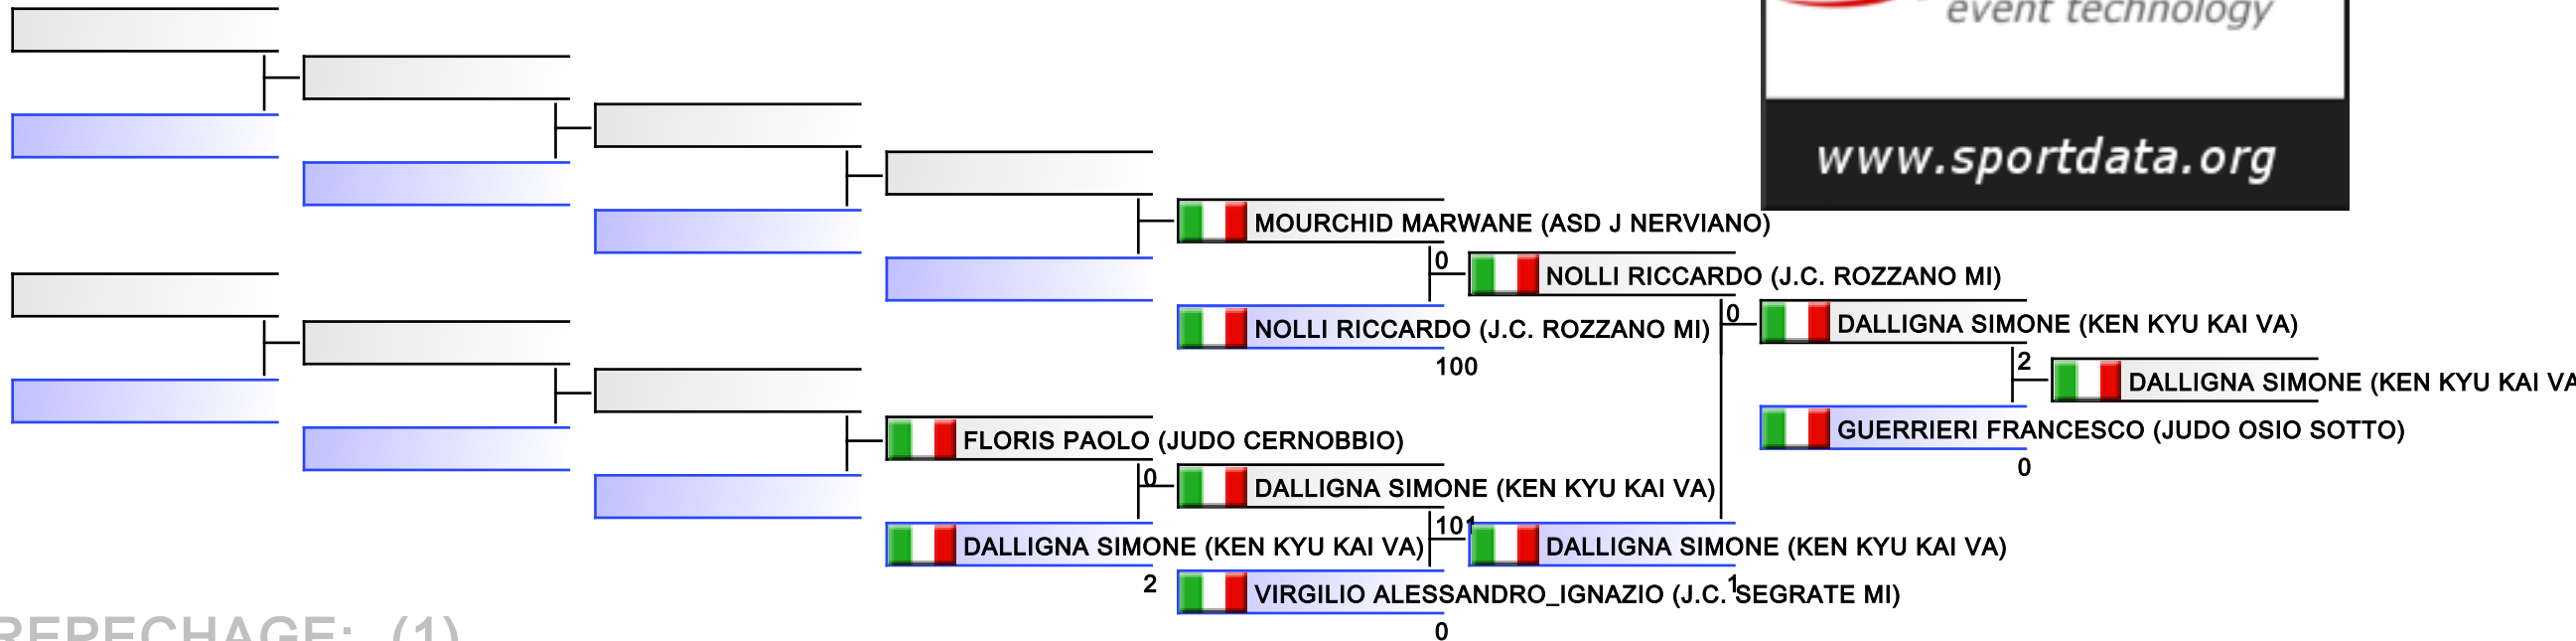 event technology
www.sportdata.org
MOURCHID MARWANE (ASD J NERVIANO)
0
NOLLI RICCARDO (J.C. ROZZANO MI)
0
DALLIGNA SIMONE (KEN KYU KAI VA)
NOLLI RICCARDO (J.C. ROZZANO MI)
100
2
DALLIGNA SIMONE (KEN KYU KAI VA
GUERRIERI FRANCESCO (JUDO OSIO SOTTO)
0
FLORIS PAOLO (JUDO CERNOBBIO)
0
DALLIGNA SIMONE (KEN KYU KAI VA)
101
DALLIGNA SIMONE (KEN KYU KAI VA)
2
DALLIGNA SIMONE (KEN KYU KAI VA)
1
VIRGILIO ALESSANDRO_IGNAZIO (J.C. SEGRATE MI)
0
REPECHAGE: (1)